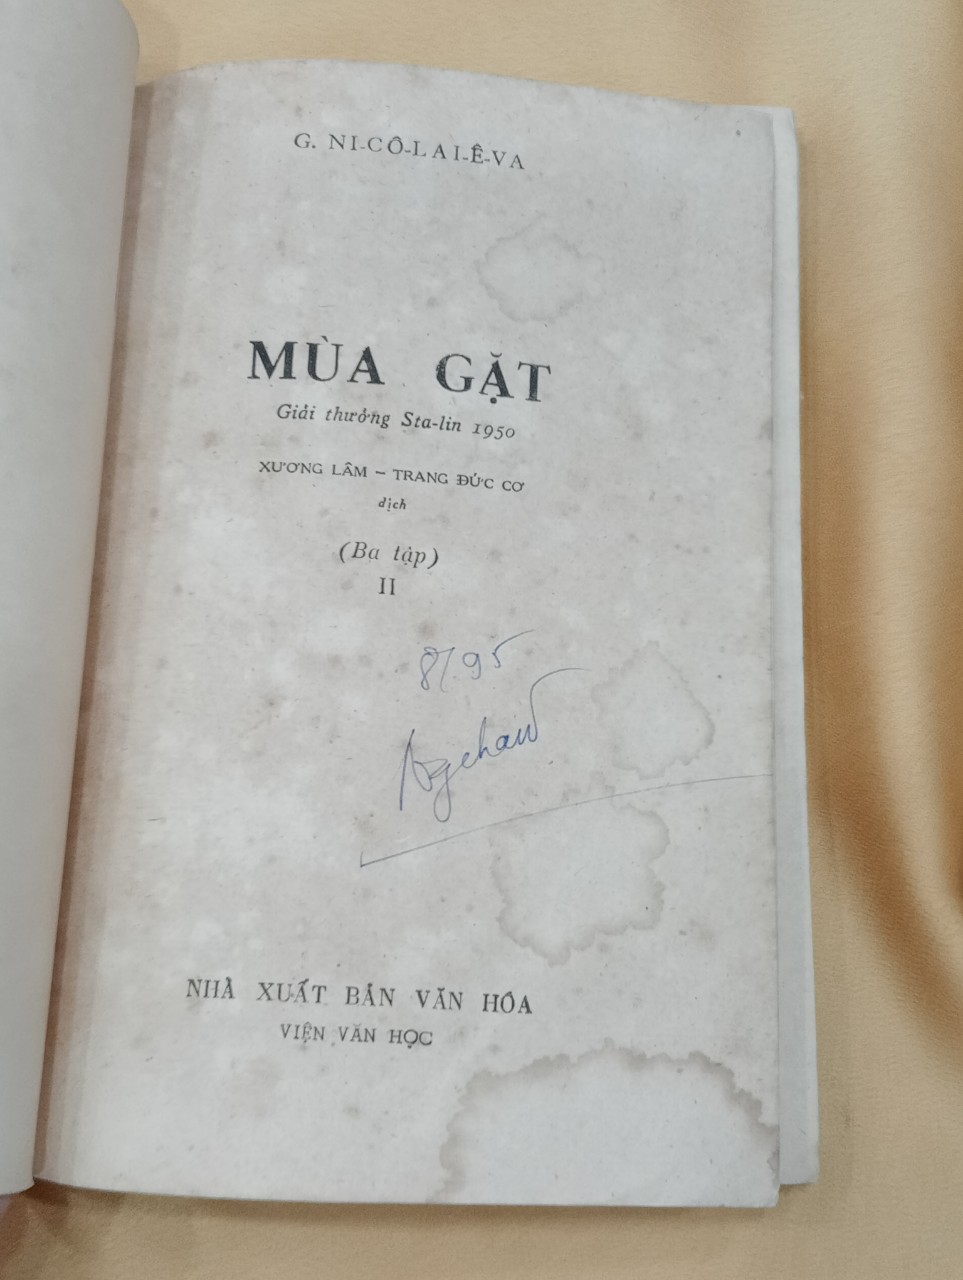 G. NI-CÔ-LAI-Ê-VA
MÙA GẶT
Giải thưởng Sta-lin 1950
XƯƠNG LÂM – TRANG ĐỨC CƠ
dịch
(Ba tập)
II
8/95
NHÀ XUẤT BẢN VĂN HÓA
VIỆN VĂN HỌC